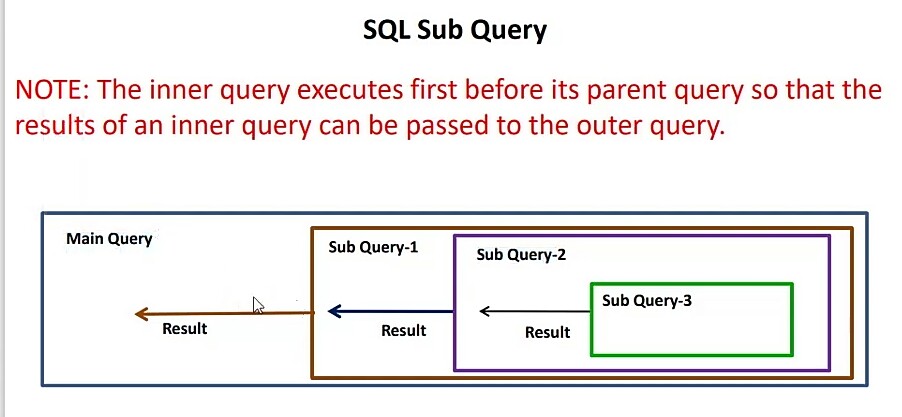 SQL Sub Query
NOTE: The inner query executes first before its parent query so that the
results of an inner query can be passed to the outer query.
Main Query
Sub Query-1
Sub Query-2
Sub Query-3
Result
Result
Result